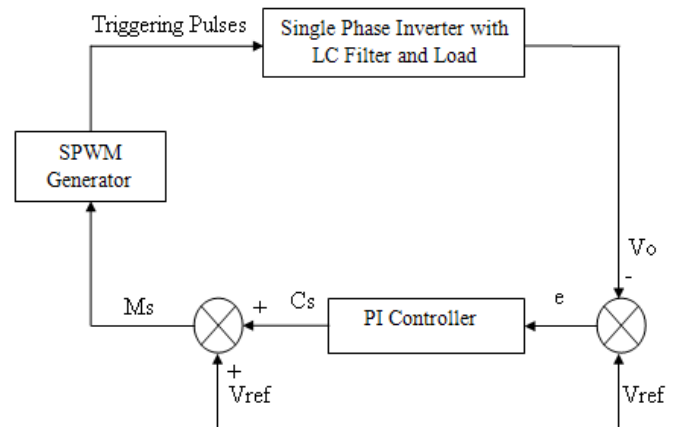 Triggering Pulses
Single Phase Inverter with
LC Filter and Load
SPWM
Generator
Vo
-
Ms
+
Cs
PI Controller
e
+
Vref
Vref